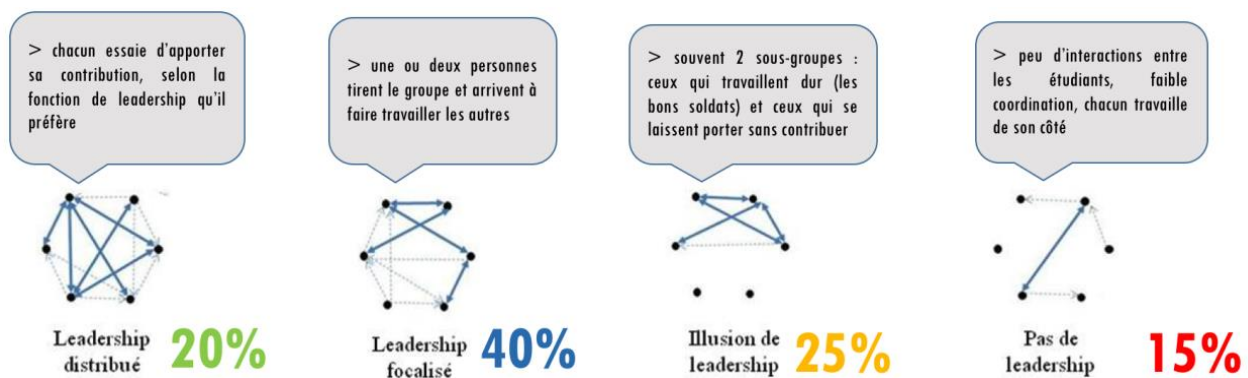 > chacun essaie d'apporter
sa contribution, selon la
fonction de leadership qu'il
préfère
> une ou deux personnes
tirent le groupe et arrivent à
faire travailler les autres
> souvent 2 sous-groupes :
ceux qui travaillent dur (les
bons soldats) et ceux qui se
laissent porter sans contribuer
> peu d'interactions entre
les étudiants, faible
coordination, chacun travaille
de son côté
Leadership
distribué
20%
Leadership
focalisé
40%
Illusion de
leadership
25%
Pas de
leadership
15%